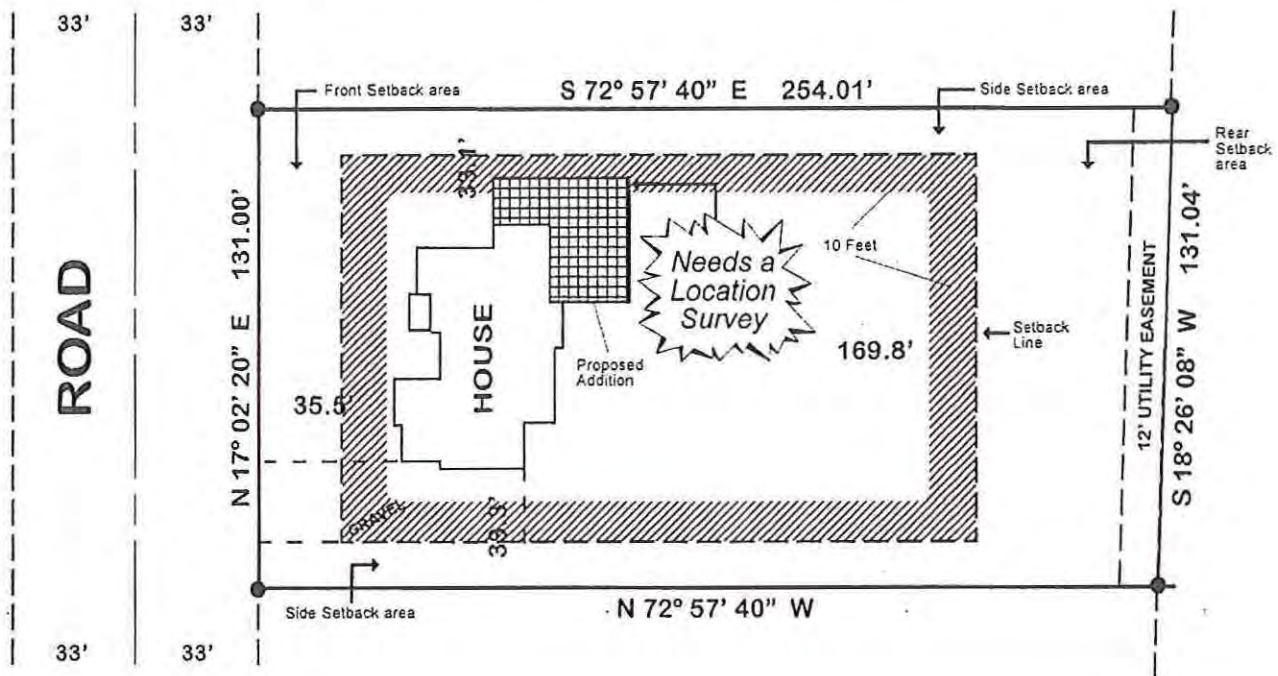 33'
33'
Front Setback area
S 72° 57' 40" E 254.01'
Side Setback area
Rear
Setback
area
ROAD
N 17° 02' 20" E 131.00'
HOUSE
Needs a
Location
Survey
10 Feet
Proposed
Addition
169.8'
Setback
Line
12' UTILITY EASEMENT
S 18° 26' 08" W 131.04'
GRAVEL
Side Setback area
N 72° 57' 40" W
33'
33'